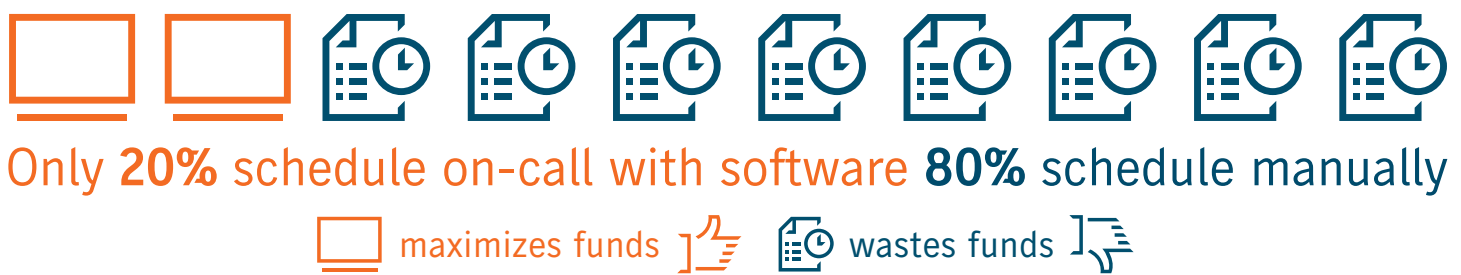 Only 20% schedule on-call with software 80% schedule manually
maximizes funds wastes funds